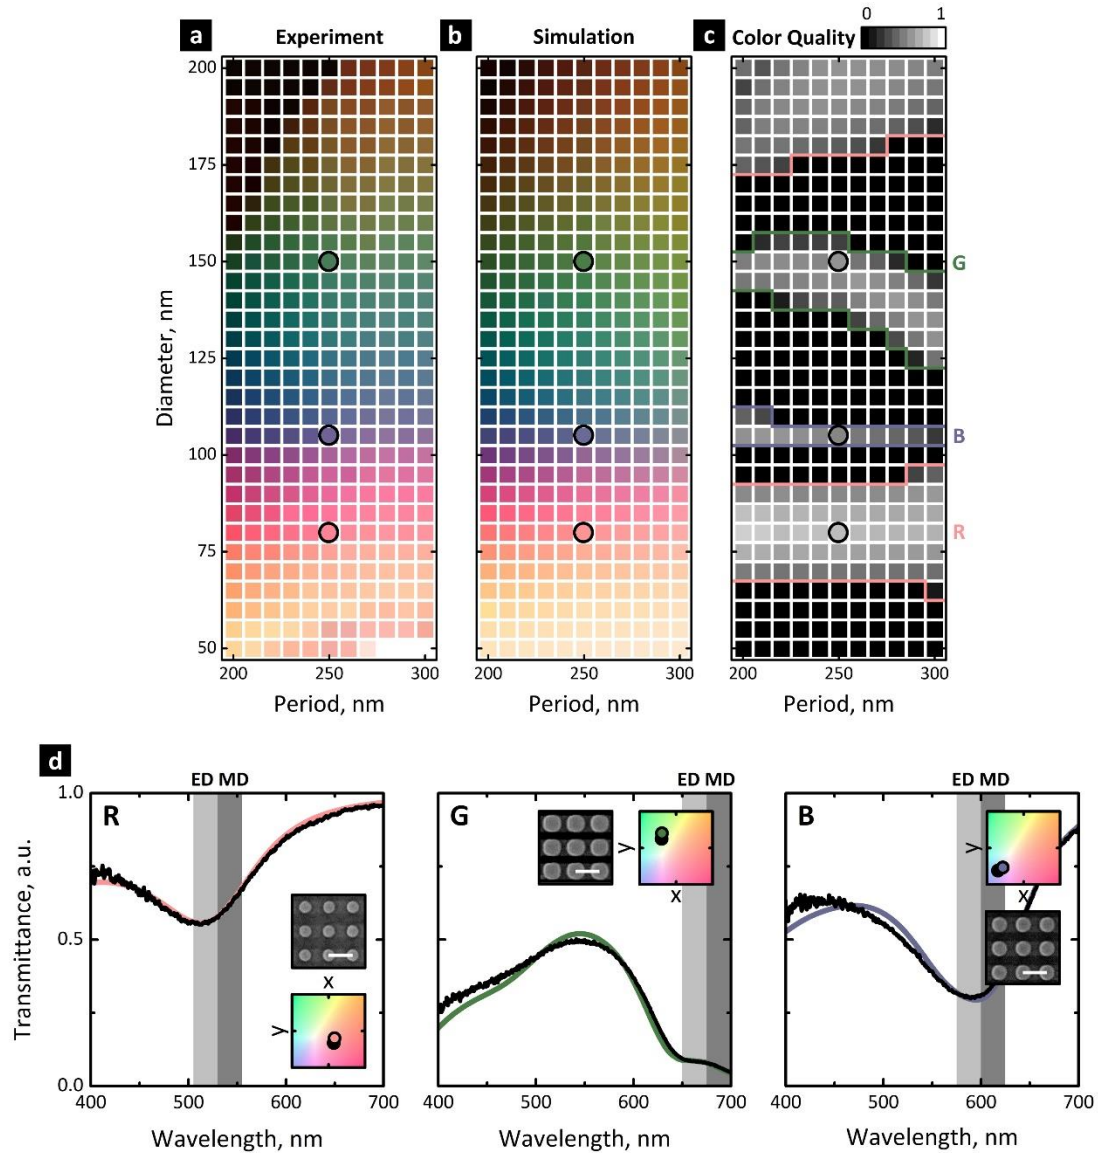 a Experiment
b Simulation
c Color Quality
0 1
Diameter, nm
200
175
150
125
100
75
50
G
B
R
200 250 300
200 250 300
200 250 300
Period, nm
Period, nm
Period, nm
d
ED MD
ED MD
ED MD
R
G
B
Transmittance, a.u.
1.0
0.5
0.0
x
y
y
x
y
x
400 500 600 700
400 500 600 700
400 500 600 700
Wavelength, nm
Wavelength, nm
Wavelength, nm